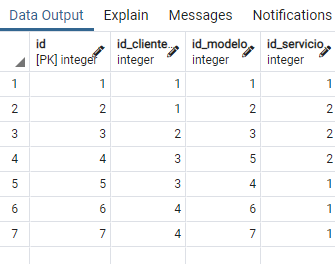 Data Output Explain Messages Notifications
id id_cliente id_modelo id_servicio
[PK] integer integer integer integer
1 1 1 1 1
2 2 1 2 2
3 3 2 3 2
4 4 3 5 2
5 5 3 4 1
6 6 4 6 1
7 7 4 7 1